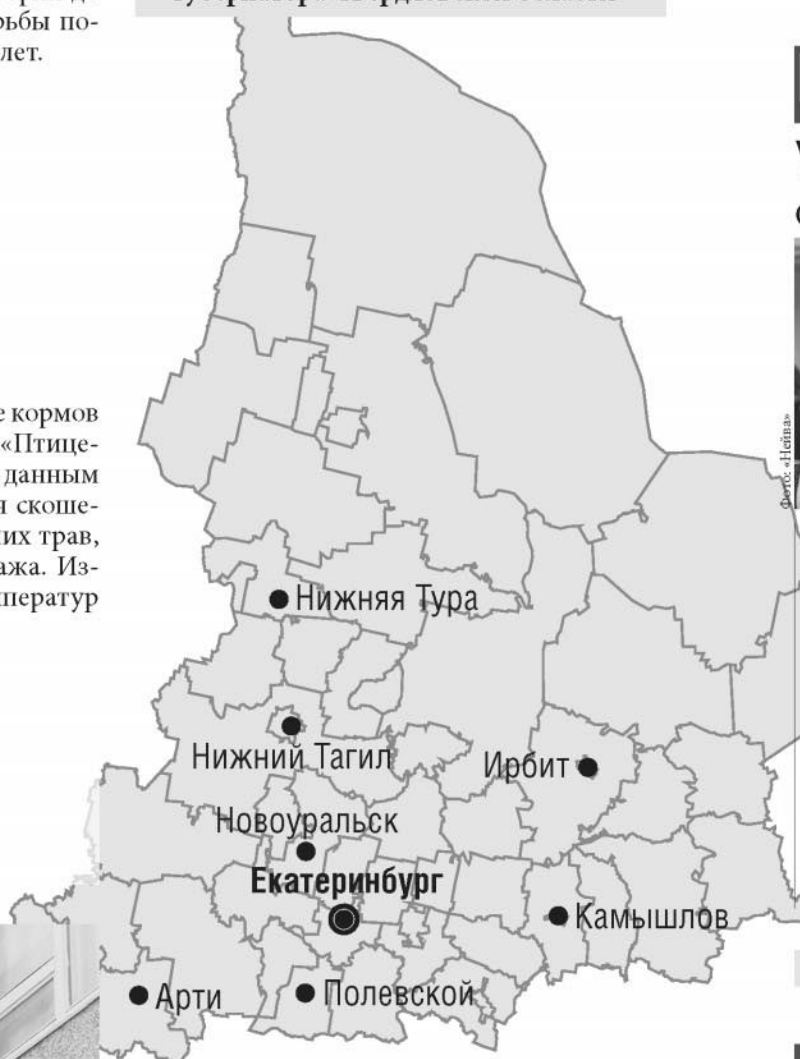 рьбы по-
лет.
е кормов
«Птице-
данным
я скоше-
их трав,
ажа. Из-
ператур
Фото: «Нейва»
Нижняя Тура
Нижний Тагил
Ирбит
Новоуральск
Екатеринбург
Камышлов
Арти
Полевской